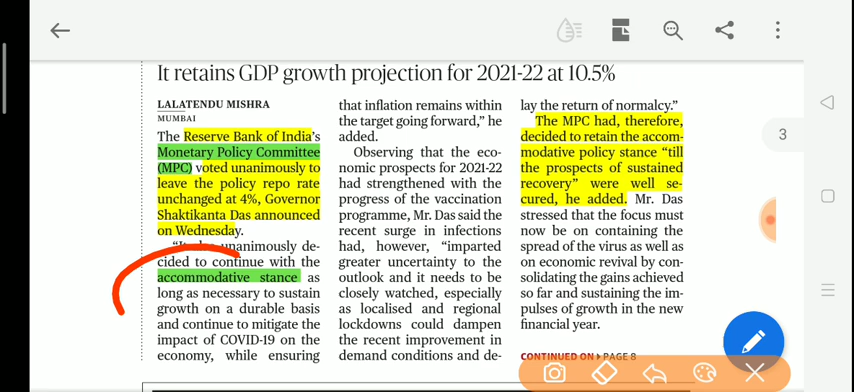 It retains GDP growth projection for 2021-22 at 10.5%
LALATENDU MISHRA
MUMBAI
The Reserve Bank of India's
Monetary Policy Committee
(MPC) voted unanimously to
leave the policy repo rate
unchanged at 4%, Governor
Shaktikanta Das announced
on Wednesday.
unanimously de-
cided to continue with the
accommodative stance as
long as necessary to sustain
growth on a durable basis
and continue to mitigate the
impact of COVID-19 on the
economy, while ensuring
that inflation remains within
the target going forward," he
added.
Observing that the eco-
nomic prospects for 2021-22
had strengthened with the
progress of the vaccination
programme, Mr. Das said the
recent surge in infections
had, however, "imparted
greater uncertainty to the
outlook and it needs to be
closely watched, especially
as localised and regional
lockdowns could dampen
the recent improvement in
demand conditions and de-
lay the return of normalcy."
The MPC had, therefore,
decided to retain the accom-
modative policy stance "till
the prospects of sustained
recovery" were well se-
cured, he added. Mr. Das
stressed that the focus must
now be on containing the
spread of the virus as well as
on economic revival by con-
solidating the gains achieved
so far and sustaining the im-
pulses of growth in the new
financial year.
CONTINUED ON PAGE 8
3